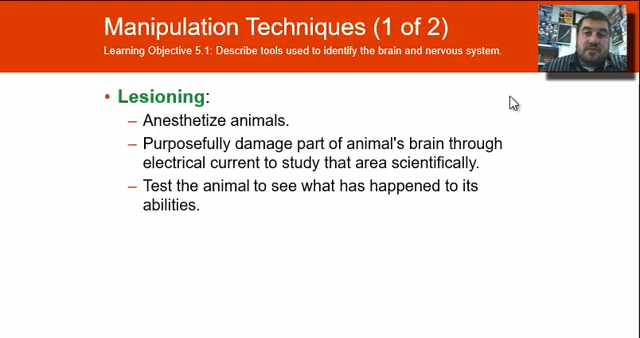 Manipulation Techniques (1 of 2)
Learning Objective 5.1: Describe tools used to identify the brain and nervous system.
• Lesioning:
– Anesthetize animals.
– Purposefully damage part of animal's brain through
electrical current to study that area scientifically.
– Test the animal to see what has happened to its
abilities.